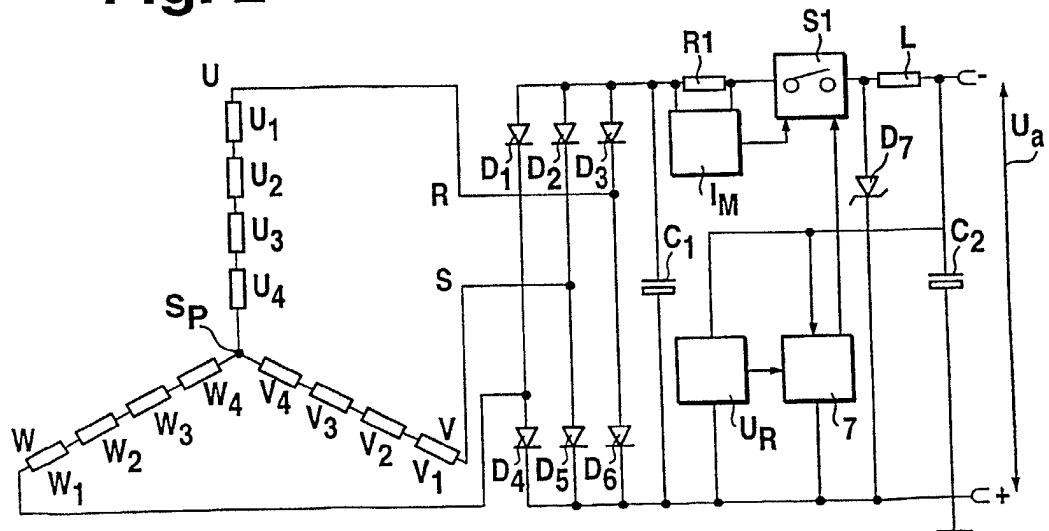 Fig. 2
S1
R1
L
U
-
U1
D7
Ua
U2
D1
D2
D3
IM
R
U3
C1
C2
S
U4
SP
W4
V4
W3
V3
W
W2
V2
V
UR
7
W1
V1
D4
D5
D6
+